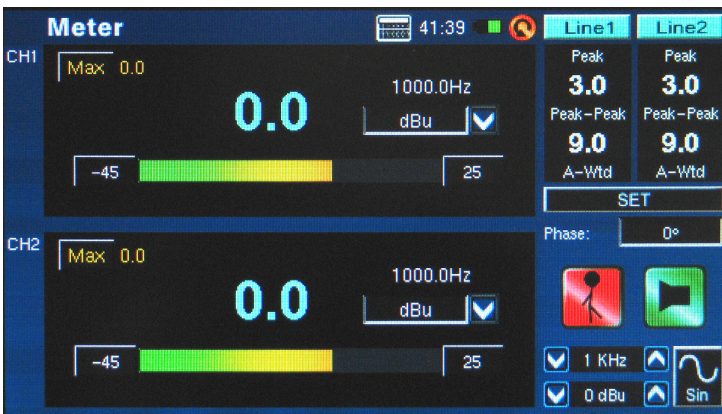 Meter
41:39
Line1 Line2
CH1
Max 0.0
0.0
1000.0Hz
dBu
-45
25
Peak Peak
3.0 3.0
Peak-Peak Peak-Peak
9.0 9.0
A-Wtd A-Wtd
SET
Phase: 0º
CH2
Max 0.0
0.0
1000.0Hz
dBu
-45
25
1 KHz
0 dBu
Sin